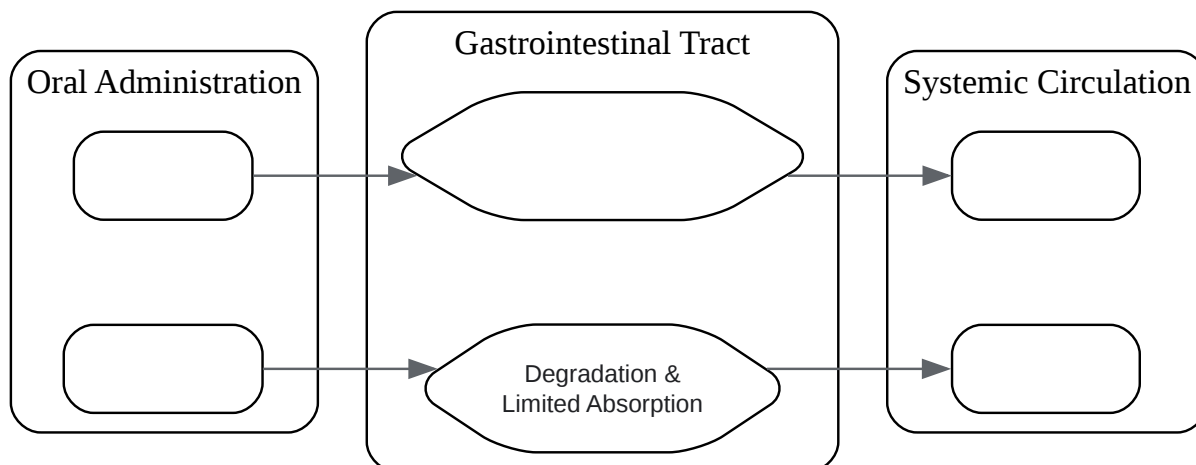 Gastrointestinal Tract
Oral Administration
Systemic Circulation
Degradation &
Limited Absorption